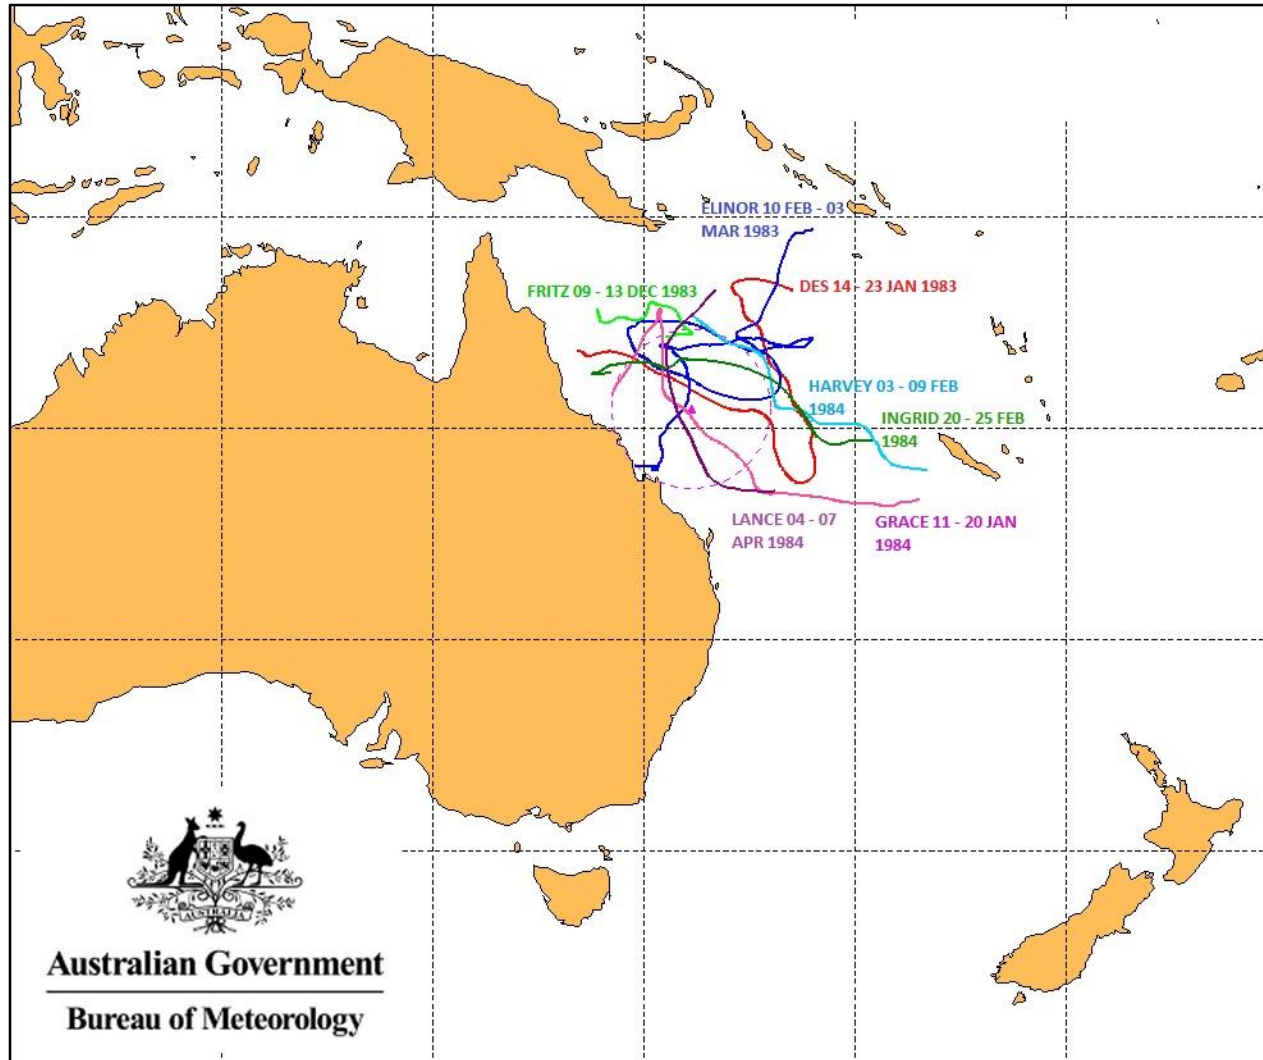 ELINOR 10 FEB - 03
MAR 1983
FRITZ 09 - 13 DEC 1983
DES 14 - 23 JAN 1983
HARVEY 03 - 09 FEB
1984
INGRID 20 - 25 FEB
1984
LANCE 04 - 07
APR 1984
GRACE 11 - 20 JAN
1984
AUSTRALIA
Australian Government
Bureau of Meteorology